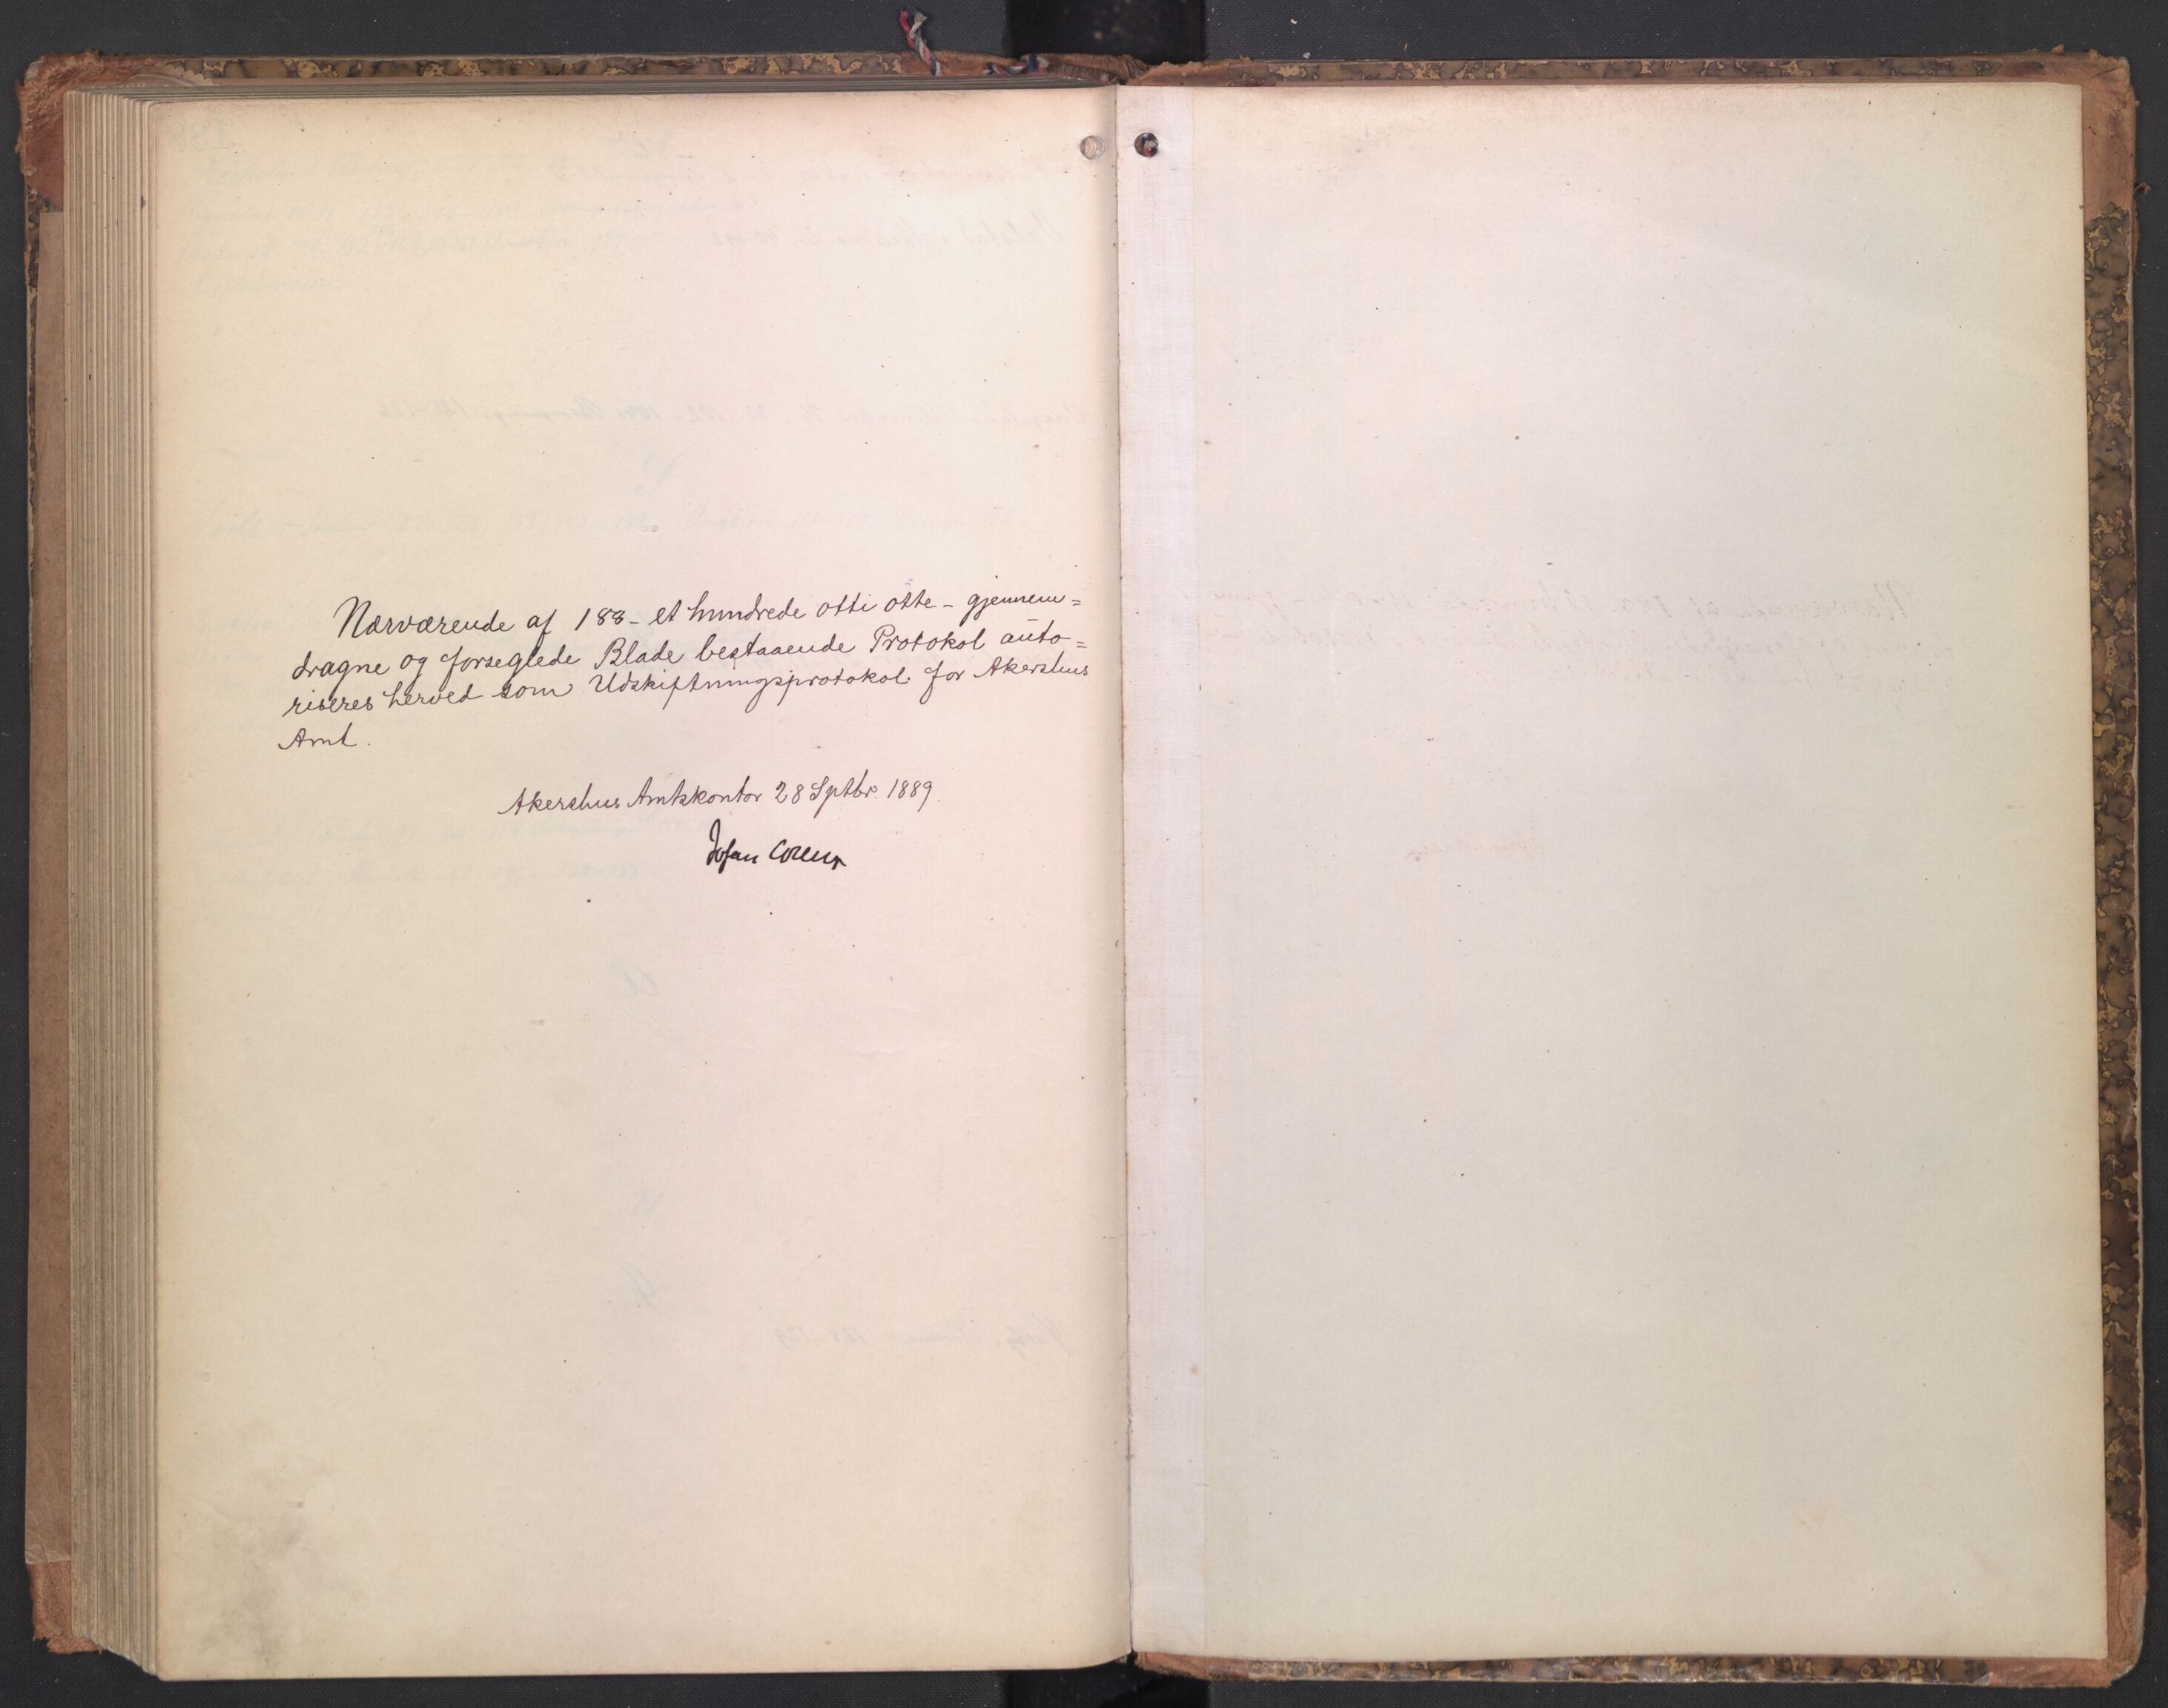 Nærværende af 188 - et hundrede otti otte - gjennem=
dragne og forseglede Blade bestaaende Protokol auto=
riseres herved som Udskiftningsprotokol for Akershus
Amt.
Akershus Amtskontor 28 Sptbr. 1889.
Johan Collett